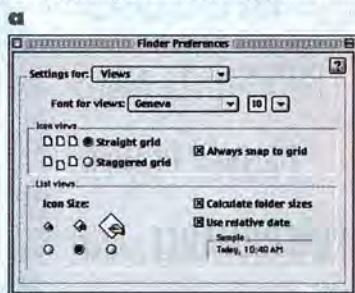 a
Finder Preferences
Settings for: Views
?
Font for views: Geneva 10
Icon views
Straight grid
Always snap to grid
Staggered grid
List views
Icon Size:
Calculate folder sizes
Use relative date
Sample
Today, 10:40 AM